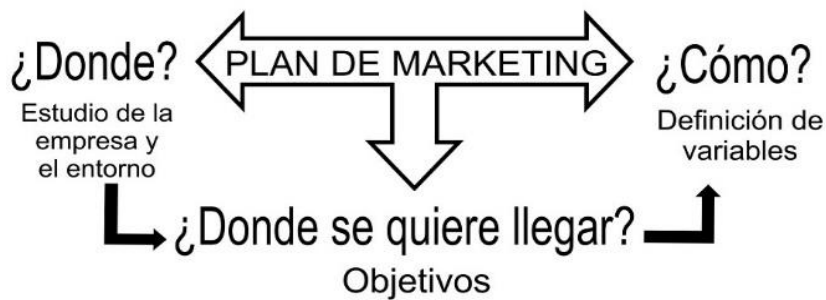 ¿Donde?
PLAN DE MARKETING
¿Cómo?
Estudio de la
empresa y
el entorno
Definición de
variables
¿Donde se quiere llegar?
Objetivos